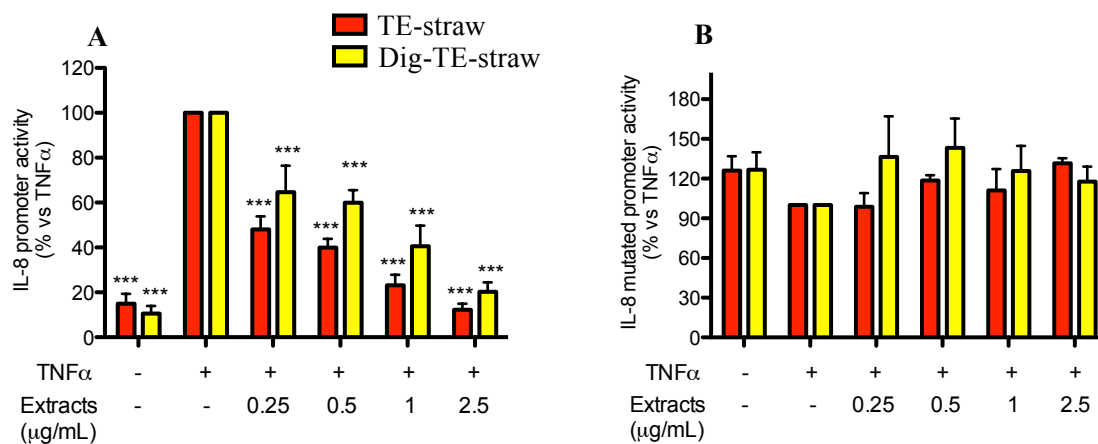 A
TE-straw
Dig-TE-straw
IL-8 promoter activity
(% vs TNFα)
120
100
80
60
40
20
0
*** *** *** *** *** *** *** *** *** ***
TNFα - + + + + +
Extracts - - 0.25 0.5 1 2.5
(μg/mL)
B
IL-8 mutated promoter activity
(% vs TNFα)
180
150
120
90
60
30
0
TNFα - + + + + +
Extracts - - 0.25 0.5 1 2.5
(μg/mL)